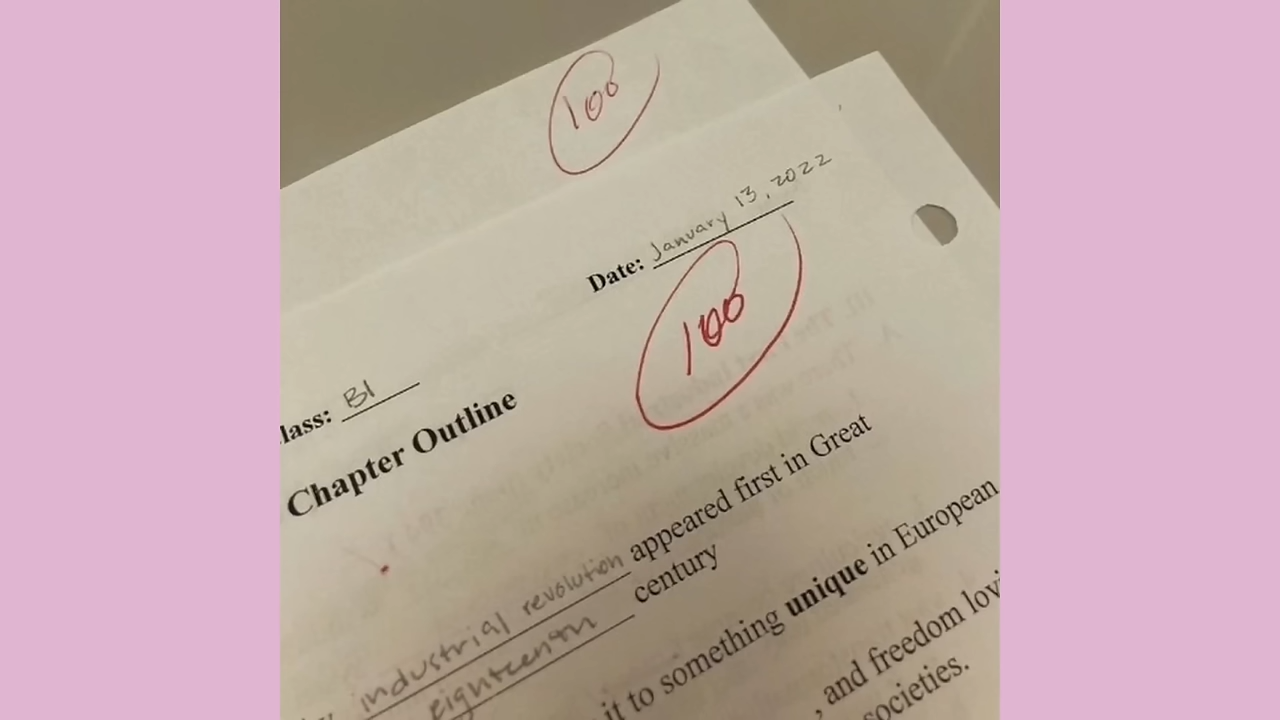 100
Date: January 13, 2022
100
lass: B1
Chapter Outline
industrial revolution appeared first in Great
eighteenth century
it to something unique in European
, and freedom lovi
societies.